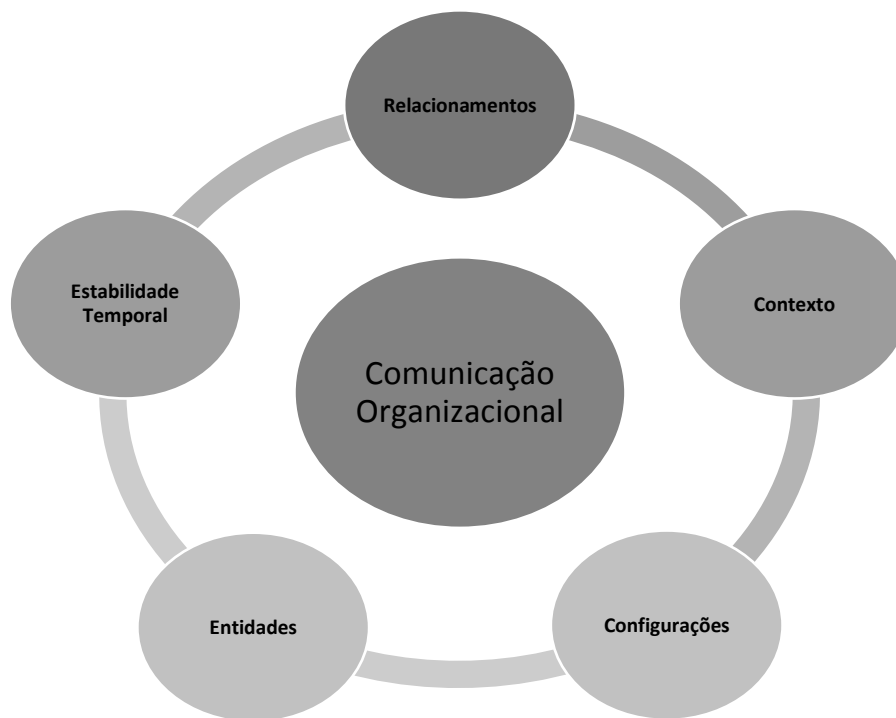 Relacionamentos
Estabilidade
Temporal
Contexto
Comunicação
Organizacional
Entidades
Configurações